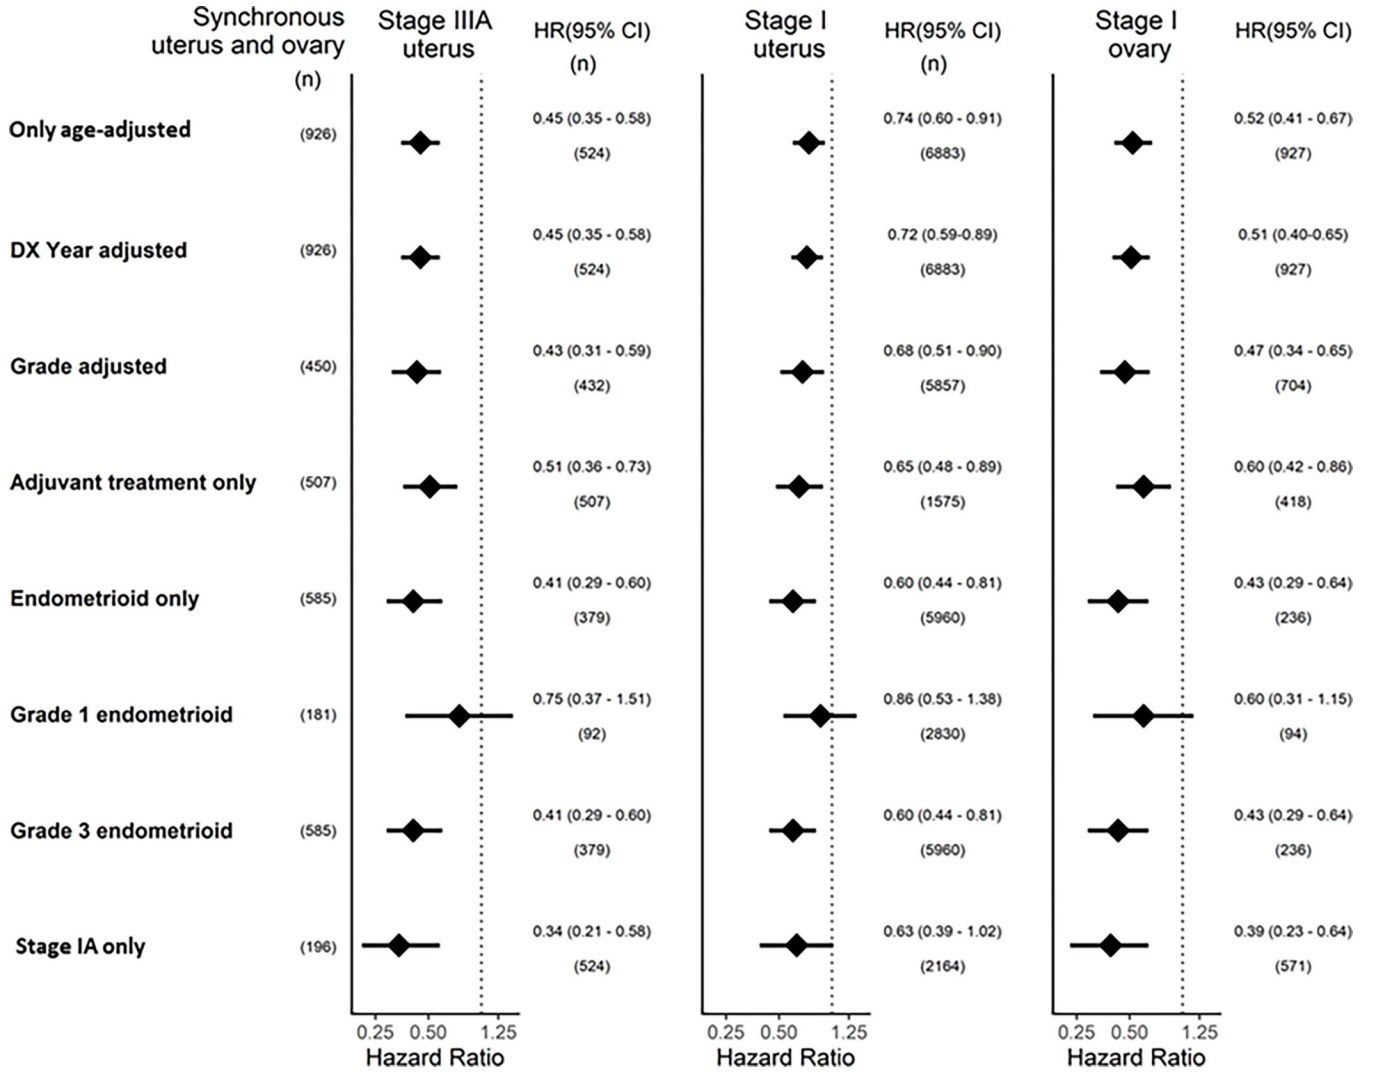 Synchronous
uterus and ovary
(n)
Stage IIIA
uterus
HR(95% CI)
(n)
Stage I
uterus
HR(95% CI)
(n)
Stage I
ovary
HR(95% CI)
Only age-adjusted
(926)
0.45 (0.35 - 0.58)
(524)
0.74 (0.60 - 0.91)
(6883)
0.52 (0.41 - 0.67)
(927)
DX Year adjusted
(926)
0.45 (0.35 - 0.58)
(524)
0.72 (0.59-0.89)
(6883)
0.51 (0.40-0.65)
(927)
Grade adjusted
(450)
0.43 (0.31 - 0.59)
(432)
0.68 (0.51 - 0.90)
(5857)
0.47 (0.34 - 0.65)
(704)
Adjuvant treatment only
(507)
0.51 (0.36 - 0.73)
(507)
0.65 (0.48 - 0.89)
(1575)
0.60 (0.42 - 0.86)
(418)
Endometrioid only
(585)
0.41 (0.29 - 0.60)
(379)
0.60 (0.44 - 0.81)
(5960)
0.43 (0.29 - 0.64)
(236)
Grade 1 endometrioid
(181)
0.75 (0.37 - 1.51)
(92)
0.86 (0.53 - 1.38)
(2830)
0.60 (0.31 - 1.15)
(94)
Grade 3 endometrioid
(585)
0.41 (0.29 - 0.60)
(379)
0.60 (0.44 - 0.81)
(5960)
0.43 (0.29 - 0.64)
(236)
Stage IA only
(196)
0.34 (0.21 - 0.58)
(524)
0.63 (0.39 - 1.02)
(2164)
0.39 (0.23 - 0.64)
(571)
0.25 0.50 1.25
Hazard Ratio
0.25 0.50 1.25
Hazard Ratio
0.25 0.50 1.25
Hazard Ratio